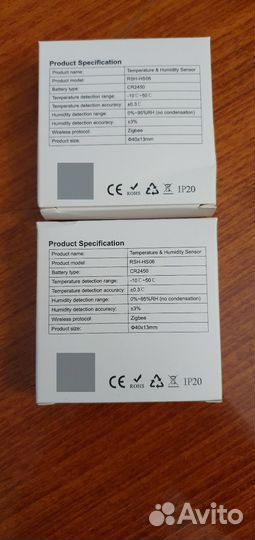 Product Specification
Product name: Temperature & Humidity Sensor
Product model: RSH-HS06
Battery type: CR2450
Temperature detection range: -10℃~50℃
Temperature detection accuracy: ±0.3℃
Humidity detection range: 0%~95%RH (no condensation)
Humidity detection accuracy: ±3%
Wireless protocol: Zigbee
Product size: Φ40x13mm
CE ROHS IP20
Product Specification
Product name: Temperature & Humidity Sensor
Product model: RSH-HS06
Battery type: CR2450
Temperature detection range: -10℃~50℃
Temperature detection accuracy: ±0.3℃
Humidity detection range: 0%~95%RH (no condensation)
Humidity detection accuracy: ±3%
Wireless protocol: Zigbee
Product size: Φ40x13mm
CE ROHS IP20
Avito